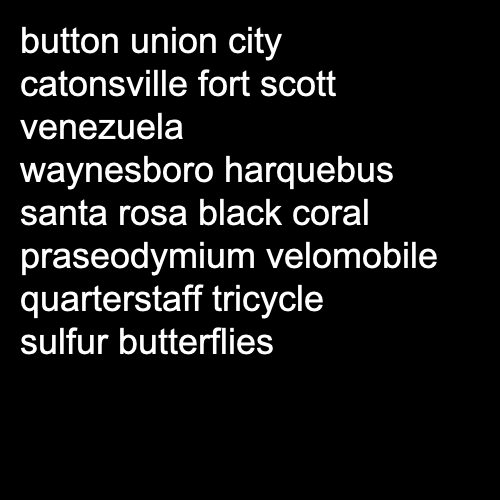 button union city
catonsville fort scott
venezuela
waynesboro harquebus
santa rosa black coral
praseodymium velomobile
quarterstaff tricycle
sulfur butterflies